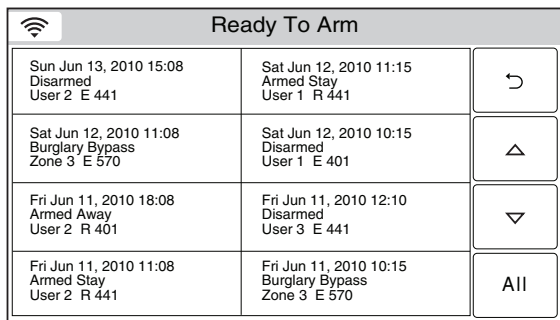 Ready To Arm
Sun Jun 13, 2010 15:08
Disarmed
User 2 E 441
Sat Jun 12, 2010 11:15
Armed Stay
User 1 R 441
Sat Jun 12, 2010 11:08
Burglary Bypass
Zone 3 E 570
Sat Jun 12, 2010 10:15
Disarmed
User 1 E 401
Fri Jun 11, 2010 18:08
Armed Away
User 2 R 401
Fri Jun 11, 2010 12:10
Disarmed
User 3 E 441
Fri Jun 11, 2010 11:08
Armed Stay
User 2 R 441
Fri Jun 11, 2010 10:15
Burglary Bypass
Zone 3 E 570
All